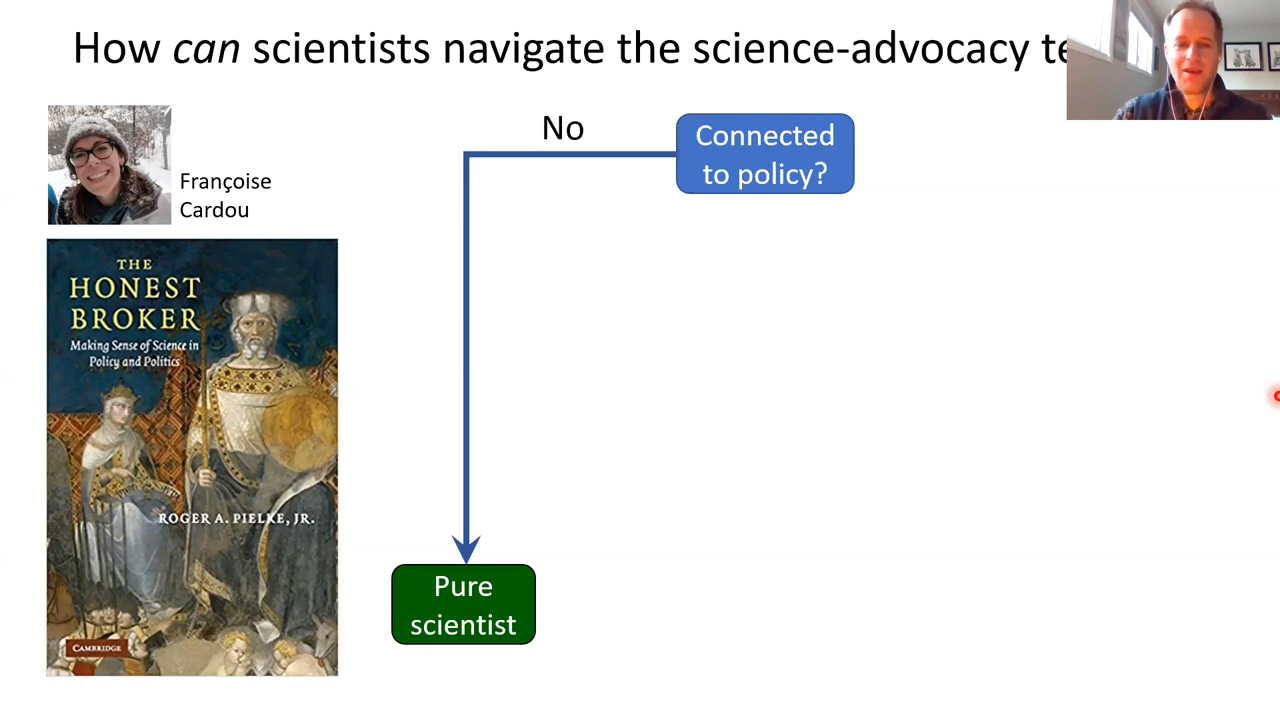 How can scientists navigate the science-advocacy
No
Connected
to policy?
Françoise
Cardou
THE
HONEST
BROKER
Making Sense of Science in
Policy and Politics
ROGER A. PIELKE, JR.
CAMBRIDGE
Pure
scientist